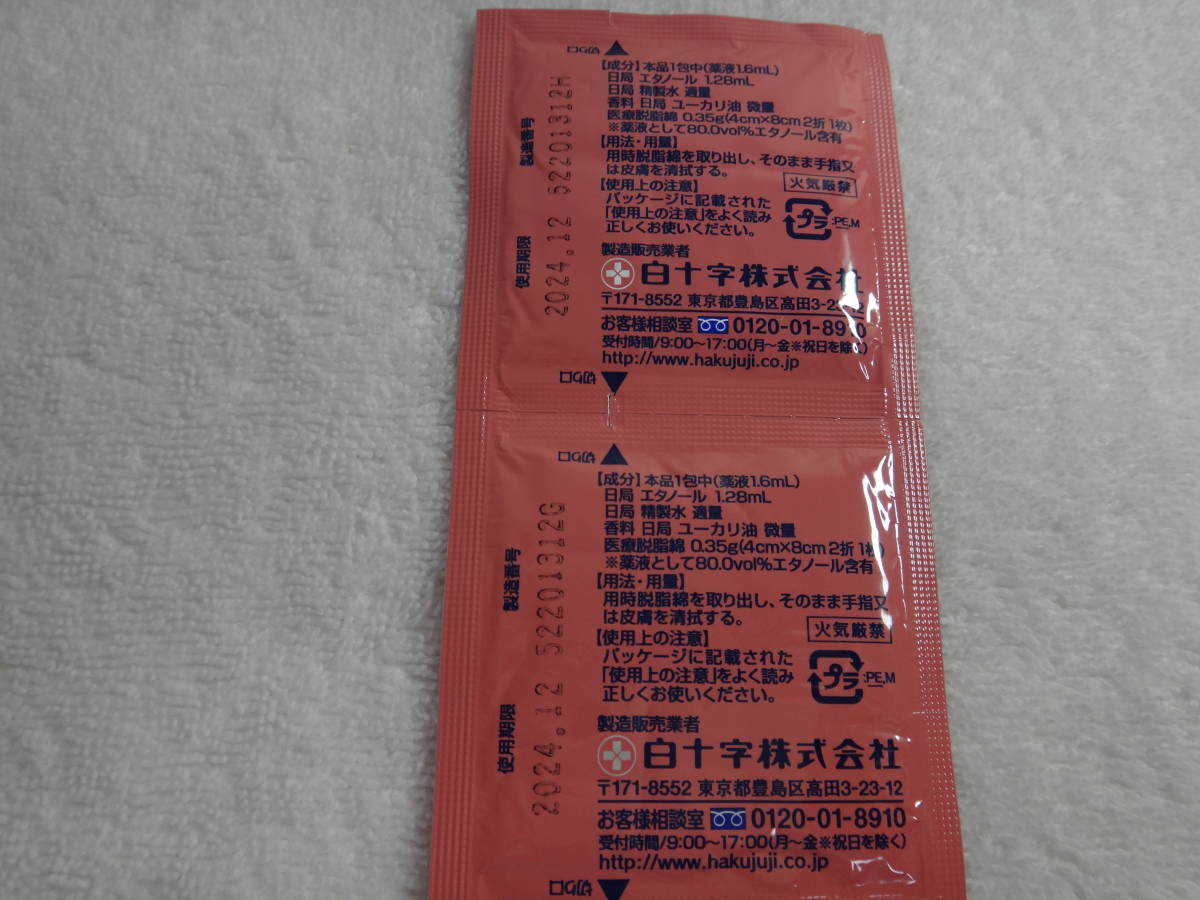 切り口
【成分】本品1包中(薬液1.6mL)
日局 エタノール 1.28mL
日局 精製水 適量
香料 日局 ユーカリ油 微量
医療脱脂綿 0.35g(4cm×8cm 2折 1枚)
※薬液として80.0vol%エタノール含有
【用法・用量】
用時脱脂綿を取り出し、そのまま手指又
は皮膚を清拭する。
火気厳禁
【使用上の注意】
パッケージに記載された
「使用上の注意」をよく読み
正しくお使いください。
プラ :PE,M
製造販売業者
白十字株式会社
〒171-8552 東京都豊島区高田3-23-12
お客様相談室 0120-01-8910
受付時間/9:00~17:00(月~金※祝日を除く)
http://www.hakujuji.co.jp
製造番号
使用期限
2024.12 52201312H
切り口
切り口
【成分】本品1包中(薬液1.6mL)
日局 エタノール 1.28mL
日局 精製水 適量
香料 日局 ユーカリ油 微量
医療脱脂綿 0.35g(4cm×8cm 2折 1枚)
※薬液として80.0vol%エタノール含有
【用法・用量】
用時脱脂綿を取り出し、そのまま手指又
は皮膚を清拭する。
火気厳禁
【使用上の注意】
パッケージに記載された
「使用上の注意」をよく読み
正しくお使いください。
プラ :PE,M
製造販売業者
白十字株式会社
〒171-8552 東京都豊島区高田3-23-12
お客様相談室 0120-01-8910
受付時間/9:00~17:00(月~金※祝日を除く)
http://www.hakujuji.co.jp
製造番号
使用期限
2024.12 52201312G
切り口